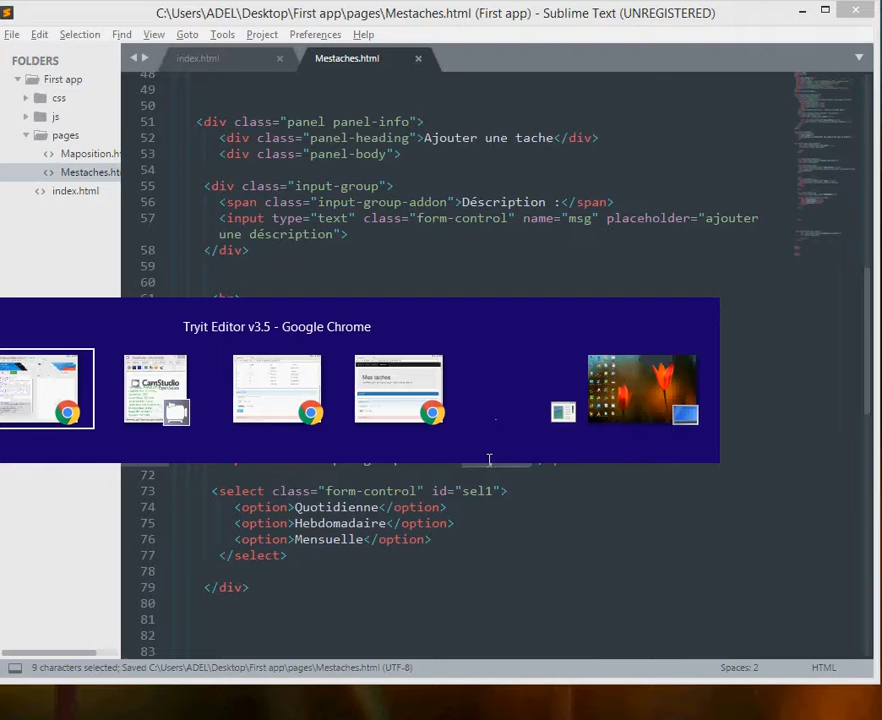 C:\Users\ADEL\Desktop\First app\pages\Mestaches.html (First app) - Sublime Text (UNREGISTERED)
File Edit Selection Find View Goto Tools Project Preferences Help
FOLDERS
First app
css
js
pages
Maposition.h
Mestaches.ht
index.html
index.html
Mestaches.html
48
49
50
51 <div class="panel panel-info">
52 <div class="panel-heading">Ajouter une tache</div>
53 <div class="panel-body">
54
55 <div class="input-group">
56 <span class="input-group-addon">Déscription :</span>
57 <input type="text" class="form-control" name="msg" placeholder="ajouter
une déscription">
58 </div>
59
60
Tryit Editor v3.5 - Google Chrome
CamStudio
Mes taches
72
73 <select class="form-control" id="sel1">
74 <option>Quotidienne</option>
75 <option>Hebdomadaire</option>
76 <option>Mensuelle</option>
77 </select>
78
79 </div>
80
81
82
83
9 characters selected; Saved C:\Users\ADEL\Desktop\First app\pages\Mestaches.html (UTF-8)
Spaces: 2
HTML